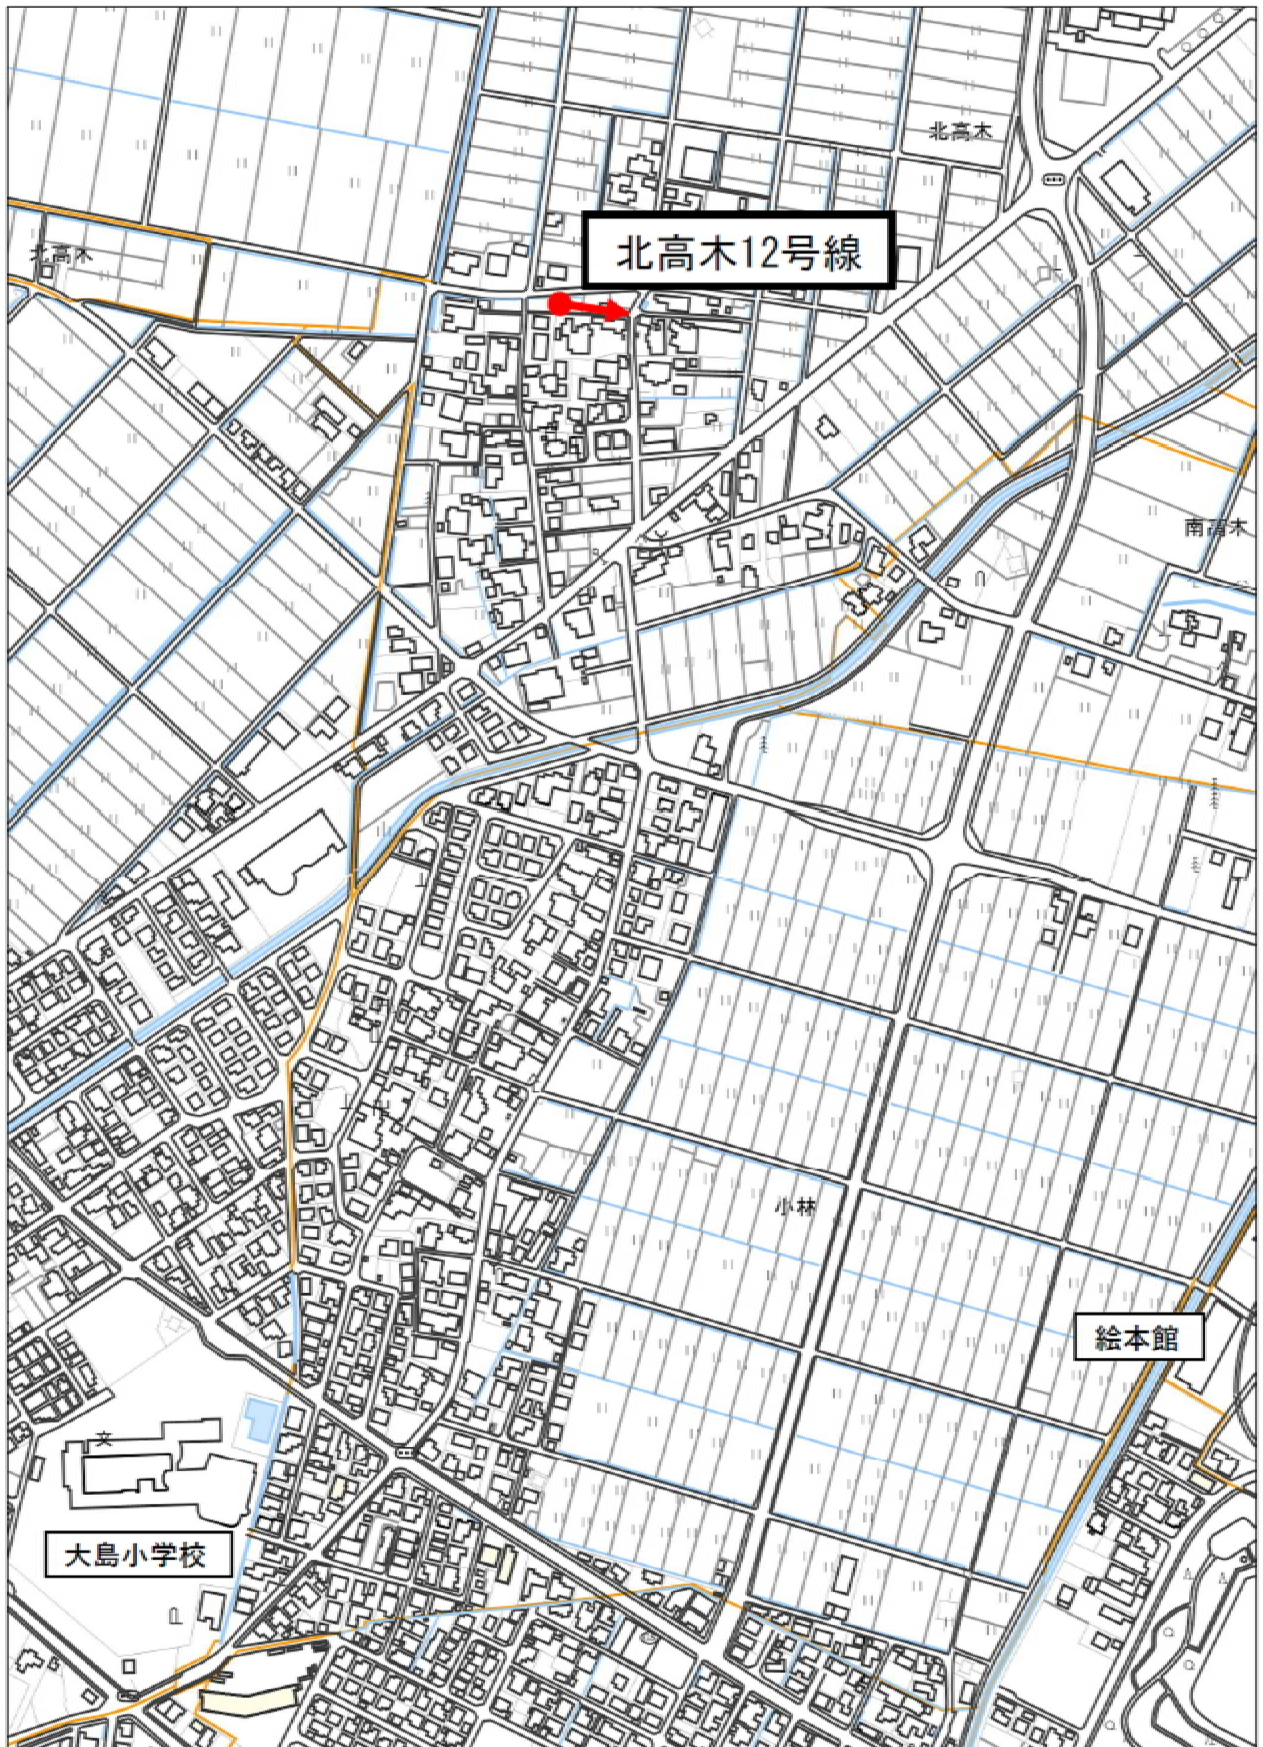 北高木
北高木
北高木12号線
南高木
小林
絵本館
文
大島小学校